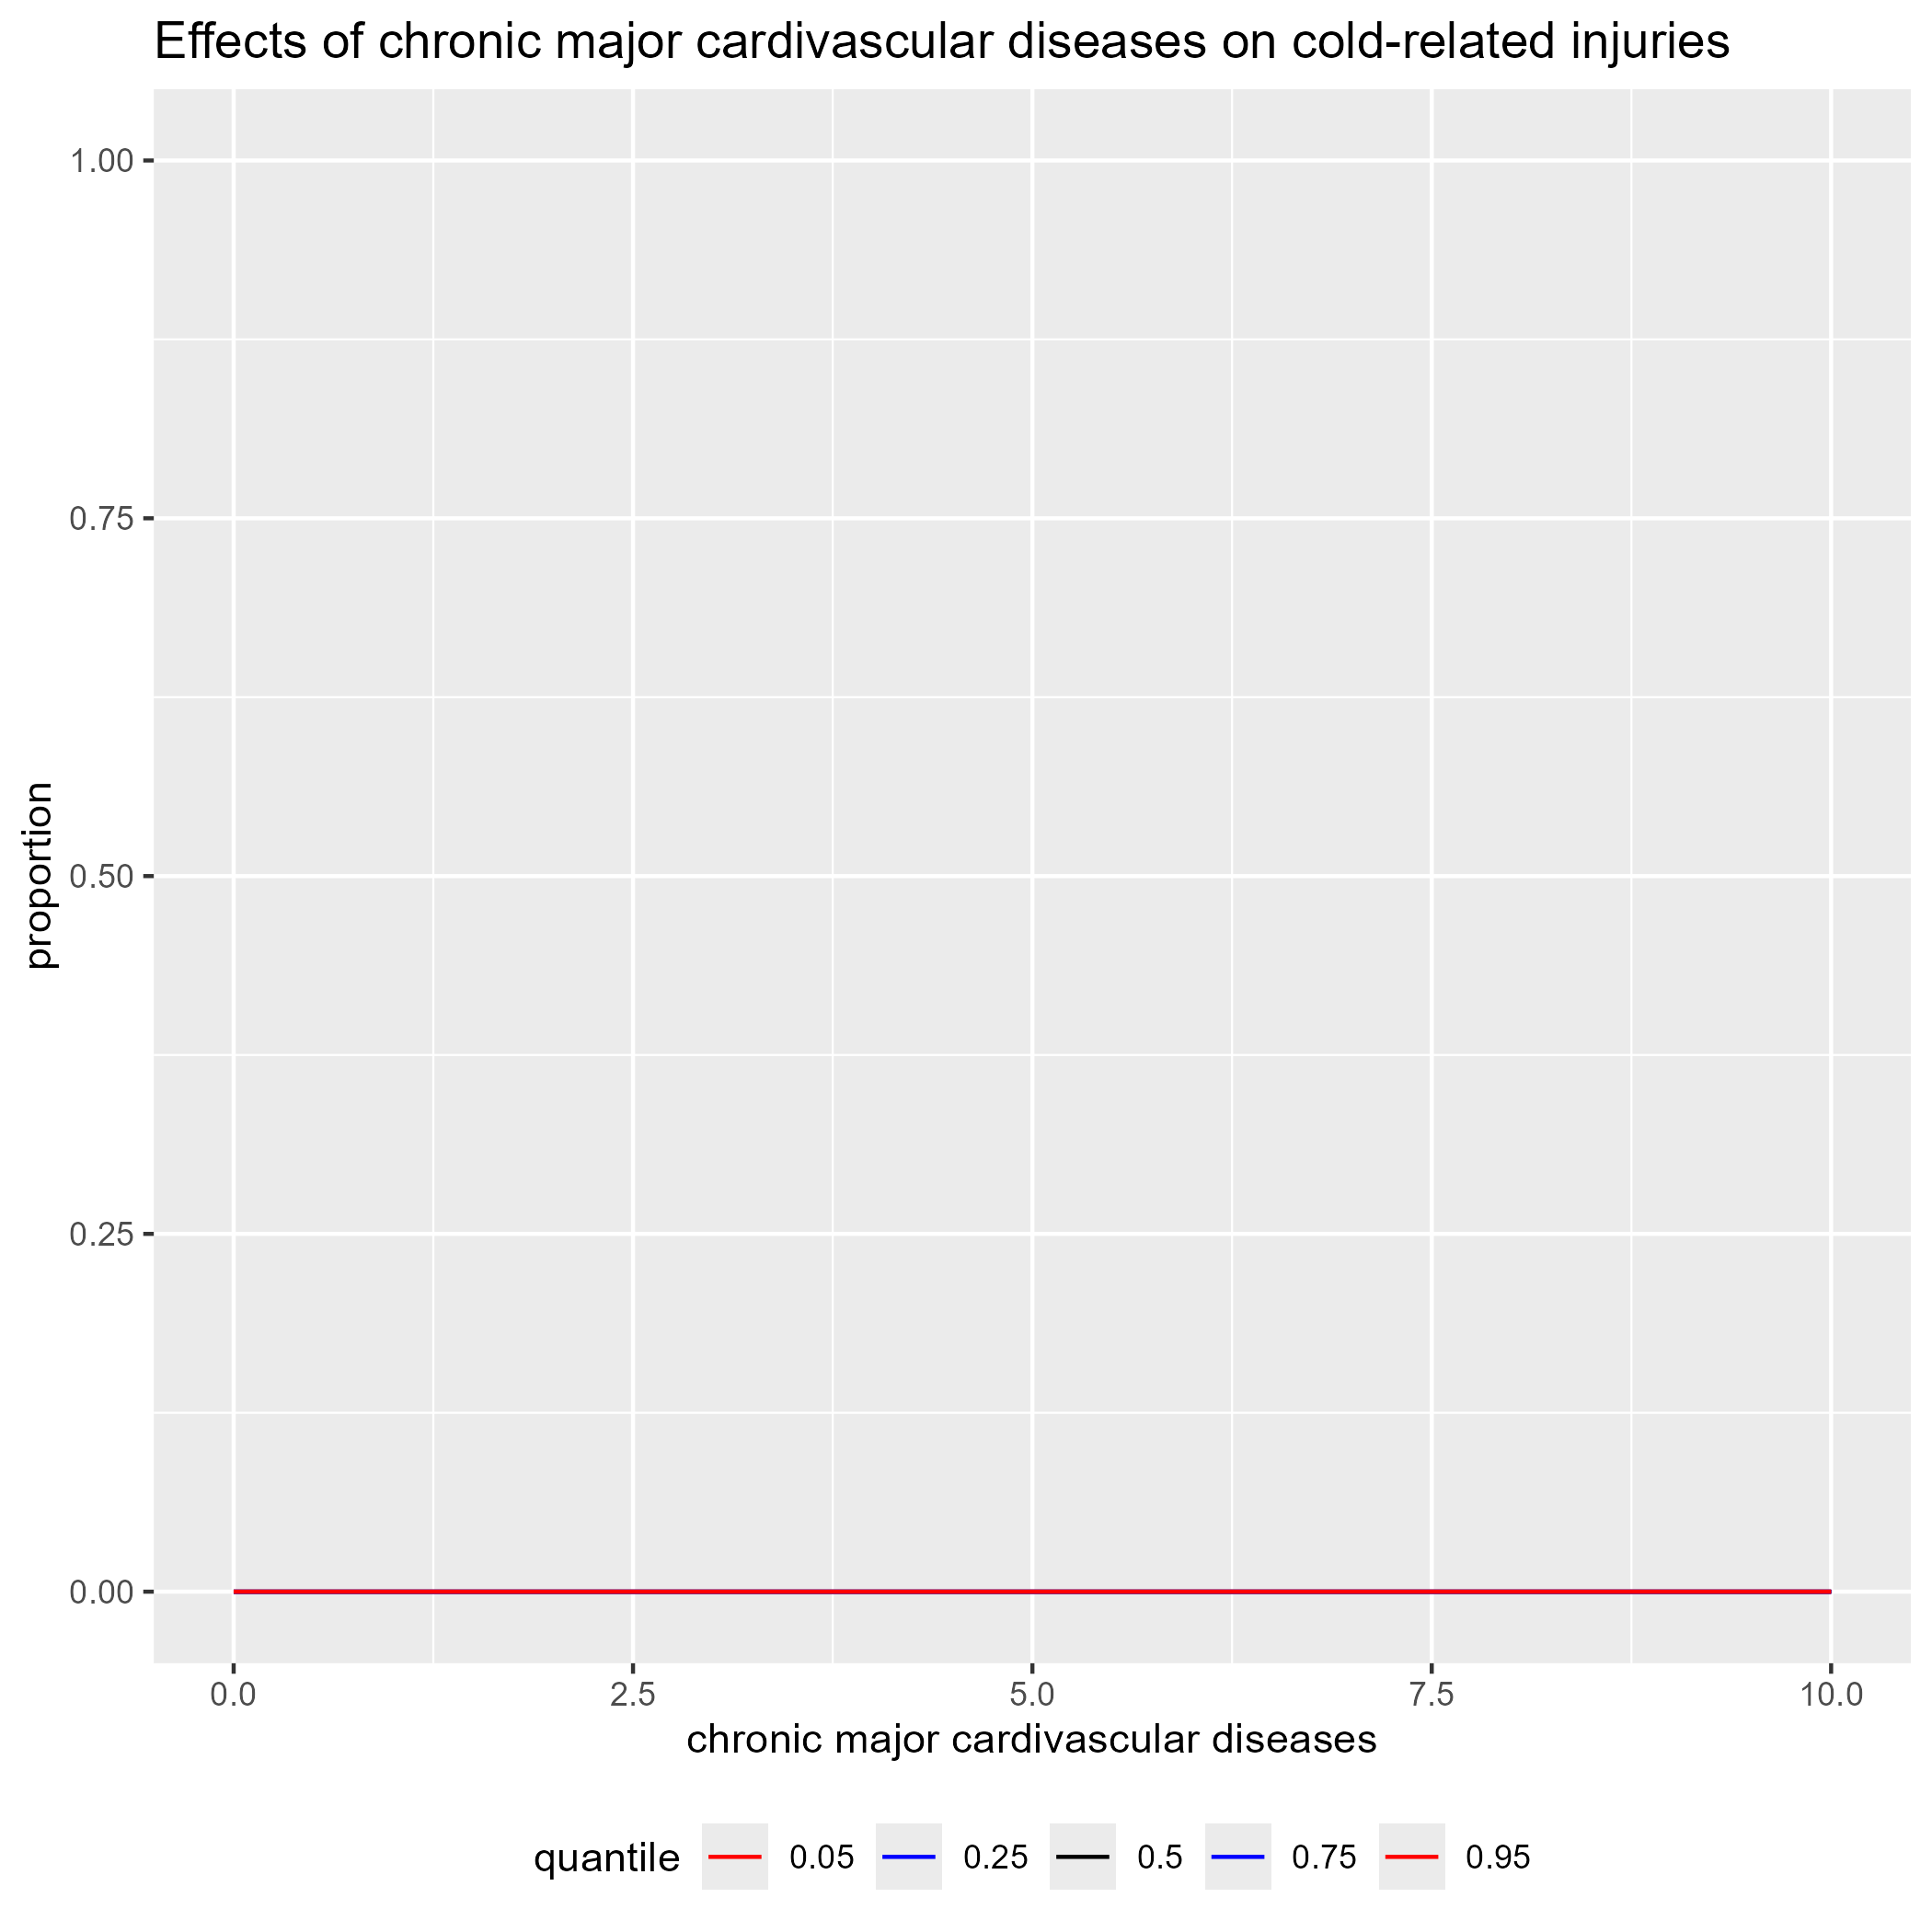 Effects of chronic major cardivascular diseases on cold-related injuries
1.00
0.75
0.50
0.25
0.00
proportion
0.0 2.5 5.0 7.5 10.0
chronic major cardivascular diseases
quantile 0.05 0.25 0.5 0.75 0.95